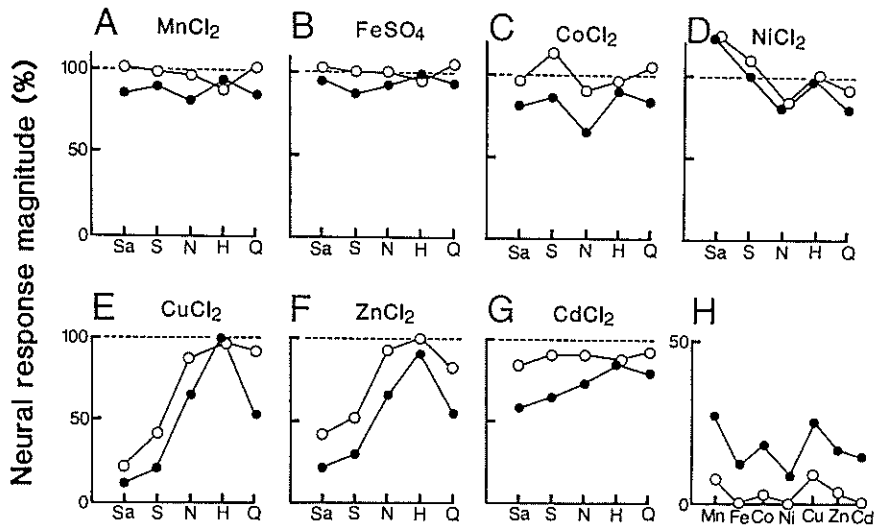 A MnCl2
B FeSO4
C CoCl2
D NiCl2
100
50
0
Sa S N H Q
Sa S N H Q
Sa S N H Q
Sa S N H Q
Neural response magnitude (%)
E CuCl2
F ZnCl2
G CdCl2
H
100
50
0
50
0
Sa S N H Q
Sa S N H Q
Sa S N H Q
Mn Fe Co Ni Cu Zn Cd